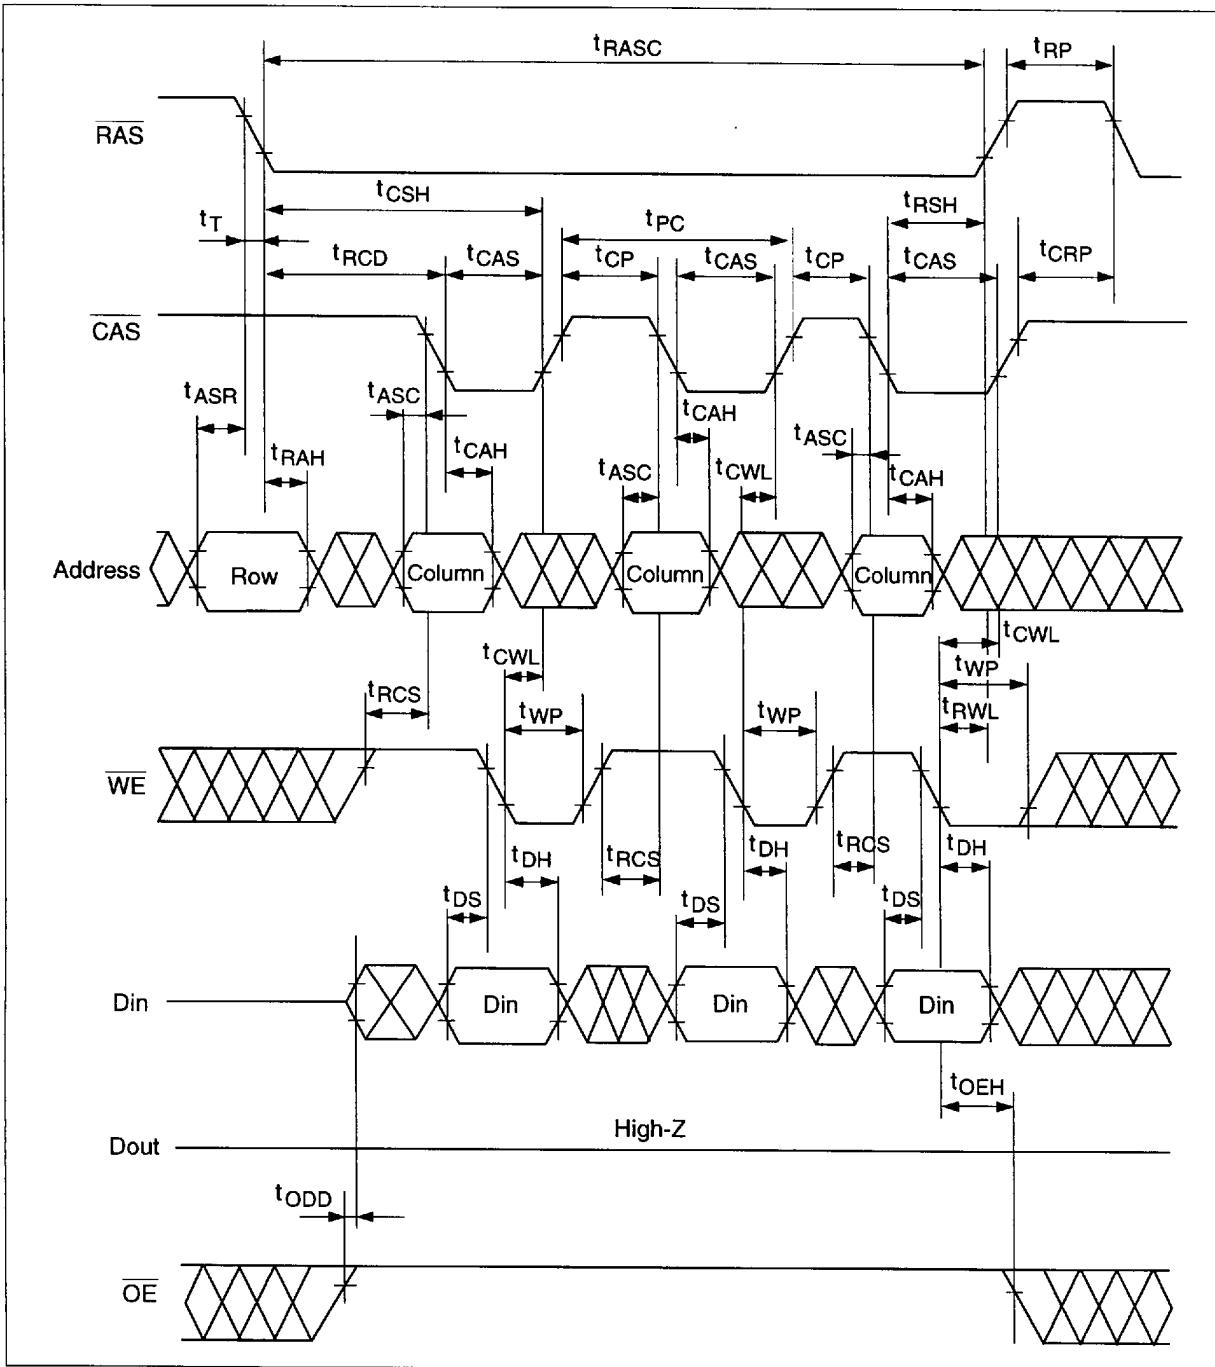 tRASC tRP
RAS
tCSH tRSH
tT tPC
tRCD tCAS tCP tCAS tCP tCAS tCRP
CAS
tASR tASC tCAH
tRAH tCAH tASC tCWL tASC tCAH
Address Row Column Column Column
tCWL
tCWL tWP
tRCS tWP tWP tRWL
WE
tDH tRCS tDH tRCS tDH
tDS tDS tDS
Din Din Din Din
tOEH
High-Z
Dout
tODD
OE